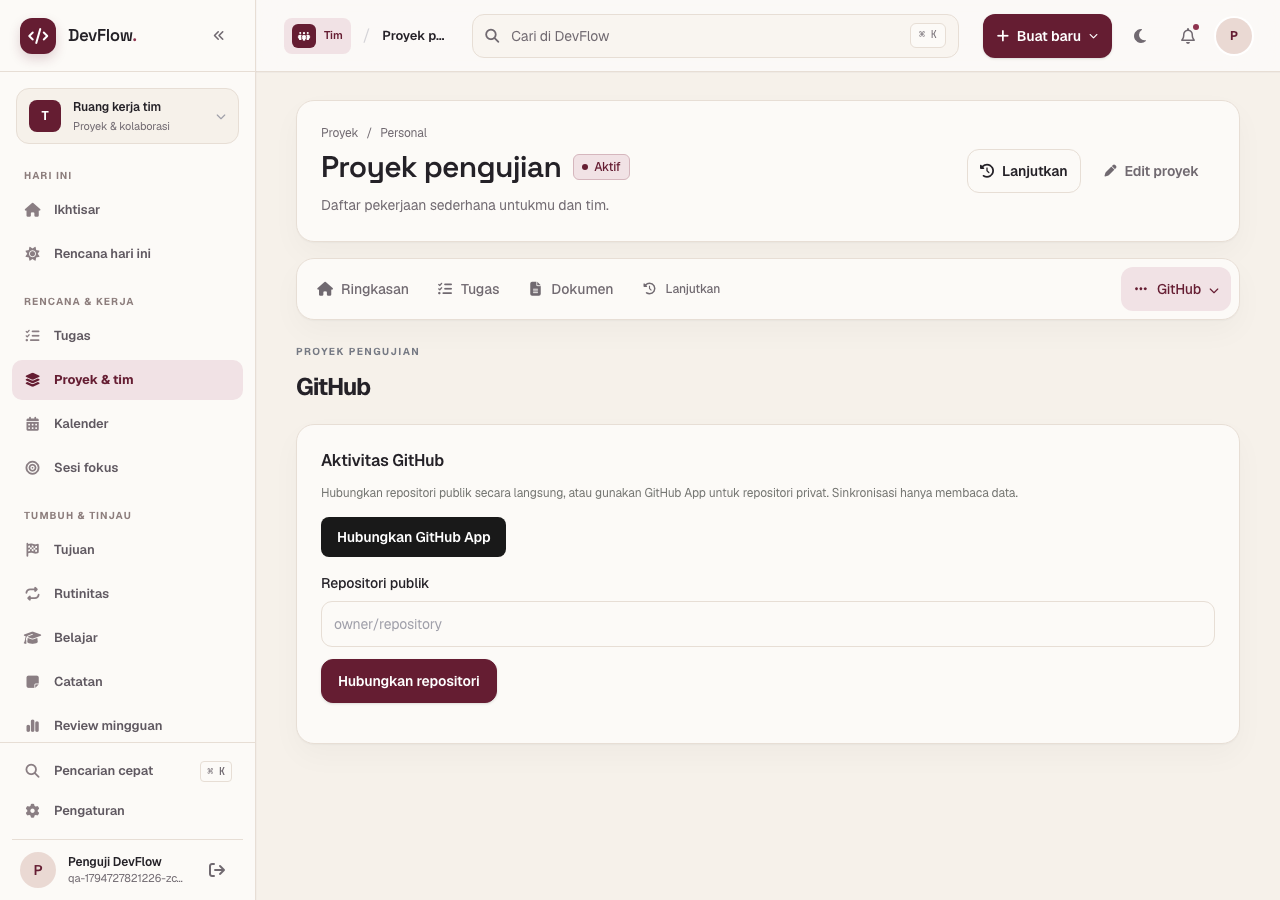 DevFlow.
Tim / Proyek p...
Cari di DevFlow
⌘ K
Buat baru
P
T
Ruang kerja tim
Proyek & kolaborasi
HARI INI
Ikhtisar
Rencana hari ini
RENCANA & KERJA
Tugas
Proyek & tim
Kalender
Sesi fokus
TUMBUH & TINJAU
Tujuan
Rutinitas
Belajar
Catatan
Review mingguan
Pencarian cepat
⌘ K
Pengaturan
P
Penguji DevFlow
qa-1794727821226-zc...
Proyek / Personal
Proyek pengujian
Aktif
Daftar pekerjaan sederhana untukmu dan tim.
Lanjutkan
Edit proyek
Ringkasan
Tugas
Dokumen
Lanjutkan
GitHub
PROYEK PENGUJIAN
GitHub
Aktivitas GitHub
Hubungkan repositori publik secara langsung, atau gunakan GitHub App untuk repositori privat. Sinkronisasi hanya membaca data.
Hubungkan GitHub App
Repositori publik
owner/repository
Hubungkan repositori